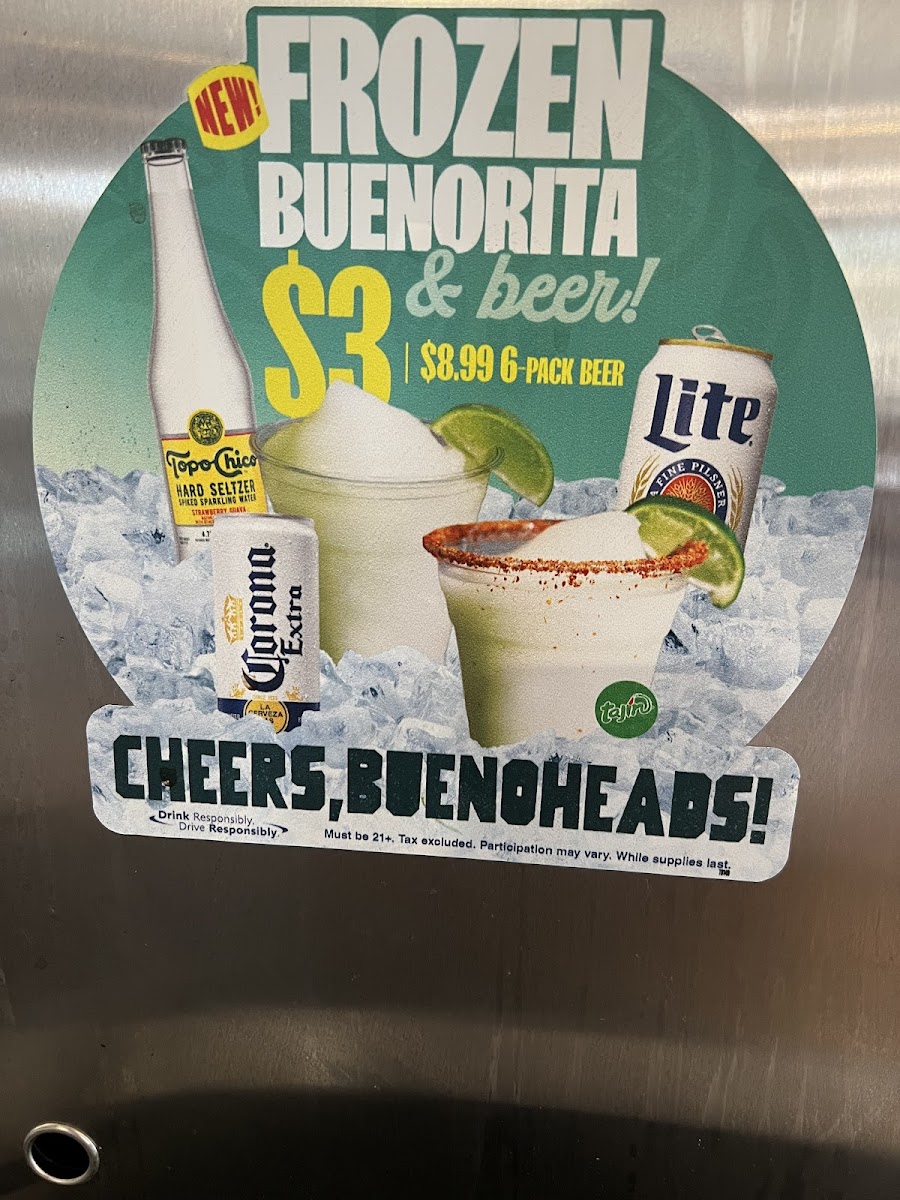 NEW!
FROZEN
BUENORITA
& beer!
$3
$8.99 6-PACK BEER
Lite
A FINE PILSNER
Topo Chico
HARD SELTZER
SPIKED SPARKLING WATER
STRAWBERRY GUAVA
Corona
Extra
LA
CERVEZA
tajín
CHEERS, BUENOHEADS!
Drink Responsibly.
Drive Responsibly.
Must be 21+. Tax excluded. Participation may vary. While supplies last.